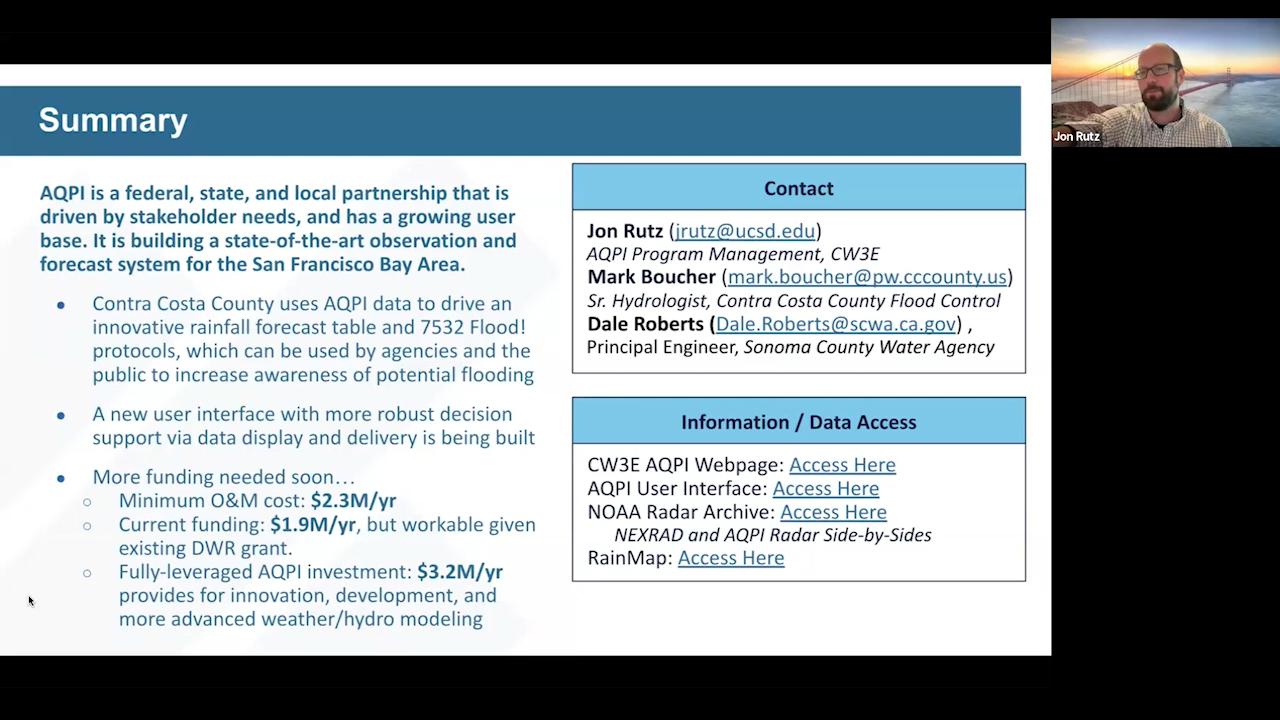 Summary
AQPI is a federal, state, and local partnership that is
driven by stakeholder needs, and has a growing user
base. It is building a state-of-the-art observation and
forecast system for the San Francisco Bay Area.
• Contra Costa County uses AQPI data to drive an
innovative rainfall forecast table and 7532 Flood!
protocols, which can be used by agencies and the
public to increase awareness of potential flooding
• A new user interface with more robust decision
support via data display and delivery is being built
• More funding needed soon…
○ Minimum O&M cost: $2.3M/yr
○ Current funding: $1.9M/yr, but workable given
existing DWR grant.
○ Fully-leveraged AQPI investment: $3.2M/yr
provides for innovation, development, and
more advanced weather/hydro modeling
Contact
Jon Rutz (jrutz@ucsd.edu)
AQPI Program Management, CW3E
Mark Boucher (mark.boucher@pw.cccounty.us)
Sr. Hydrologist, Contra Costa County Flood Control
Dale Roberts (Dale.Roberts@scwa.ca.gov) ,
Principal Engineer, Sonoma County Water Agency
Information / Data Access
CW3E AQPI Webpage: Access Here
AQPI User Interface: Access Here
NOAA Radar Archive: Access Here
NEXRAD and AQPI Radar Side-by-Sides
RainMap: Access Here
Jon Rutz